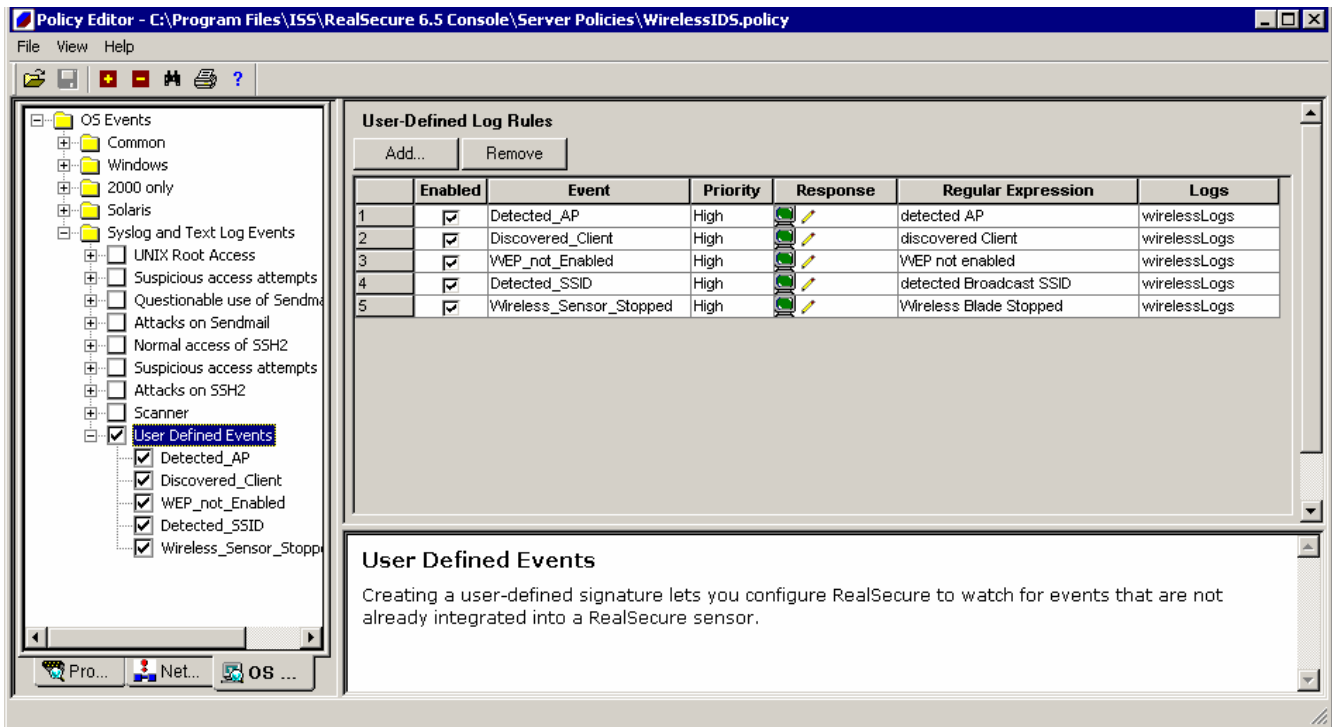 Policy Editor - C:\Program Files\ISS\RealSecure 6.5 Console\Server Policies\WirelessIDS.policy
File View Help
?
OS Events
Common
Windows
2000 only
Solaris
Syslog and Text Log Events
UNIX Root Access
Suspicious access attempts
Questionable use of Sendma
Attacks on Sendmail
Normal access of SSH2
Suspicious access attempts
Attacks on SSH2
Scanner
User Defined Events
Detected_AP
Discovered_Client
WEP_not_Enabled
Detected_SSID
Wireless_Sensor_Stopp
Pro... Net... OS ...
User-Defined Log Rules
Add... Remove
Enabled Event Priority Response Regular Expression Logs
1 Detected_AP High detected AP wirelessLogs
2 Discovered_Client High discovered Client wirelessLogs
3 WEP_not_Enabled High WEP not enabled wirelessLogs
4 Detected_SSID High detected Broadcast SSID wirelessLogs
5 Wireless_Sensor_Stopped High Wireless Blade Stopped wirelessLogs
User Defined Events
Creating a user-defined signature lets you configure RealSecure to watch for events that are not
already integrated into a RealSecure sensor.